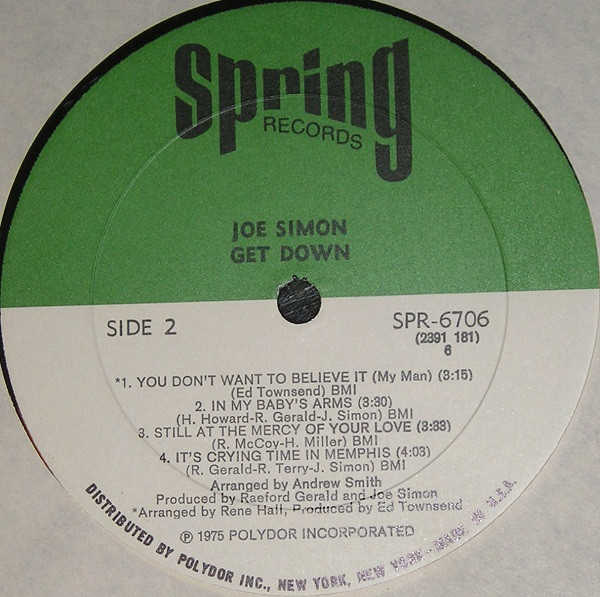 Spring
RECORDS
JOE SIMON
GET DOWN
SIDE 2
SPR-6706
(2391 181)
6
*1. YOU DON'T WANT TO BELIEVE IT (My Man) (3:15)
(Ed Townsend) BMI
2. IN MY BABY'S ARMS (3:30)
(H. Howard-R. Gerald-J. Simon) BMI
3. STILL AT THE MERCY OF YOUR LOVE (3:33)
(R. McCoy-H. Miller) BMI
4. IT'S CRYING TIME IN MEMPHIS (4:03)
(R. Gerald-R. Terry-J. Simon) BMI
Arranged by Andrew Smith
Produced by Raeford Gerald and Joe Simon
*Arranged by Rene Hall, Produced by Ed Townsend
℗ 1975 POLYDOR INCORPORATED
DISTRIBUTED BY POLYDOR INC., NEW YORK, NEW YORK - MADE IN U.S.A.